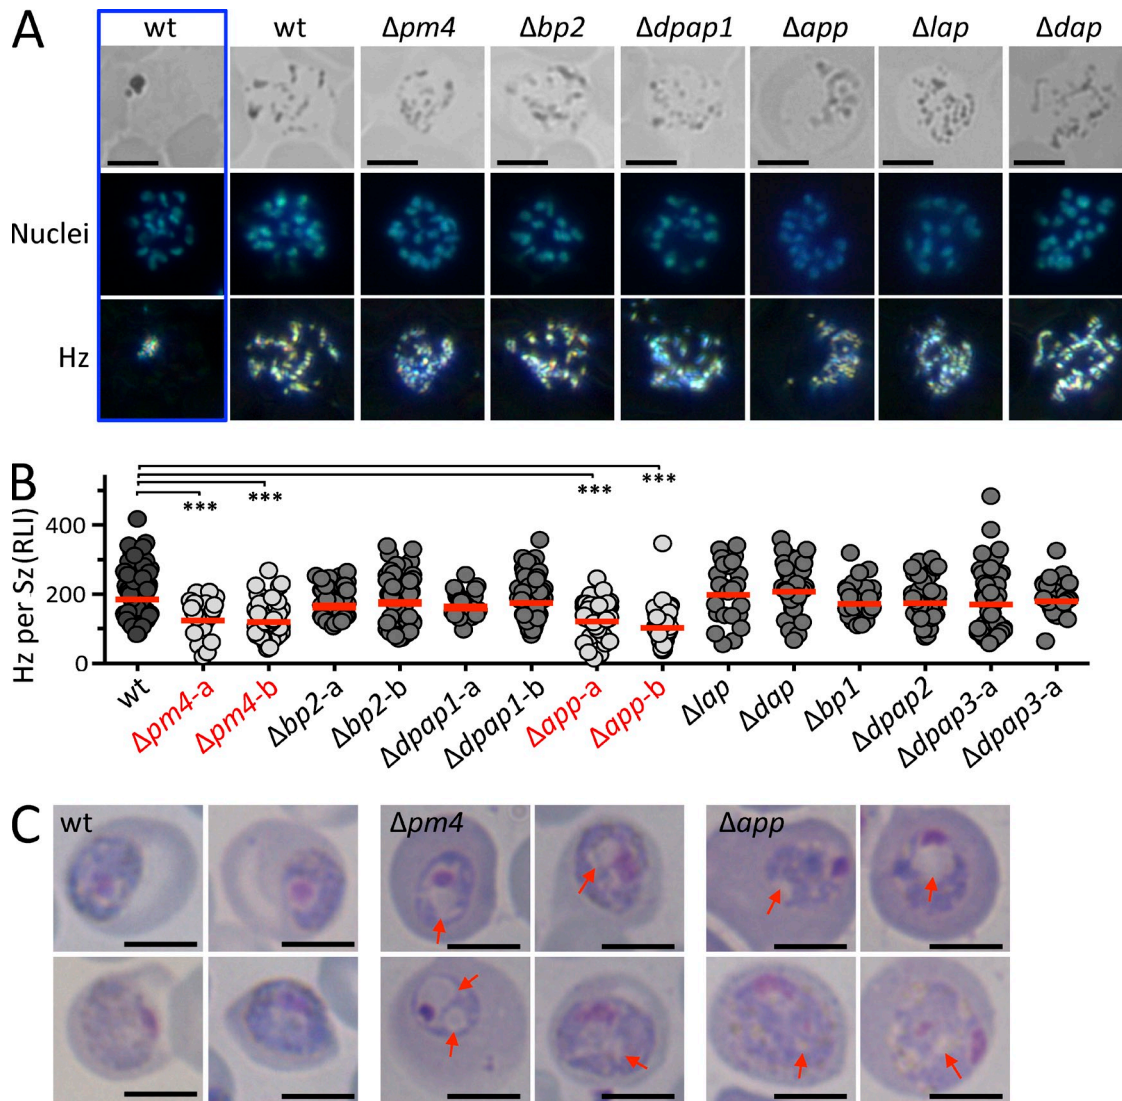 A
wt wt Δpm4 Δbp2 Δdpap1 Δapp Δlap Δdap
Nuclei
Hz
B
*** *** *** ***
Hz per Sz(RLI)
400
200
0
wt Δpm4-a Δpm4-b Δbp2-a Δbp2-b Δdpap1-a Δdpap1-b Δapp-a Δapp-b Δlap Δdap Δbp1 Δdpap2 Δdpap3-a Δdpap3-a
C
wt Δpm4 Δapp